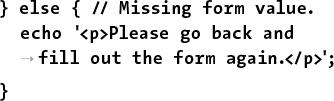 } else { // Missing form value.
echo '<p>Please go back and
→ fill out the form again.</p>';
}